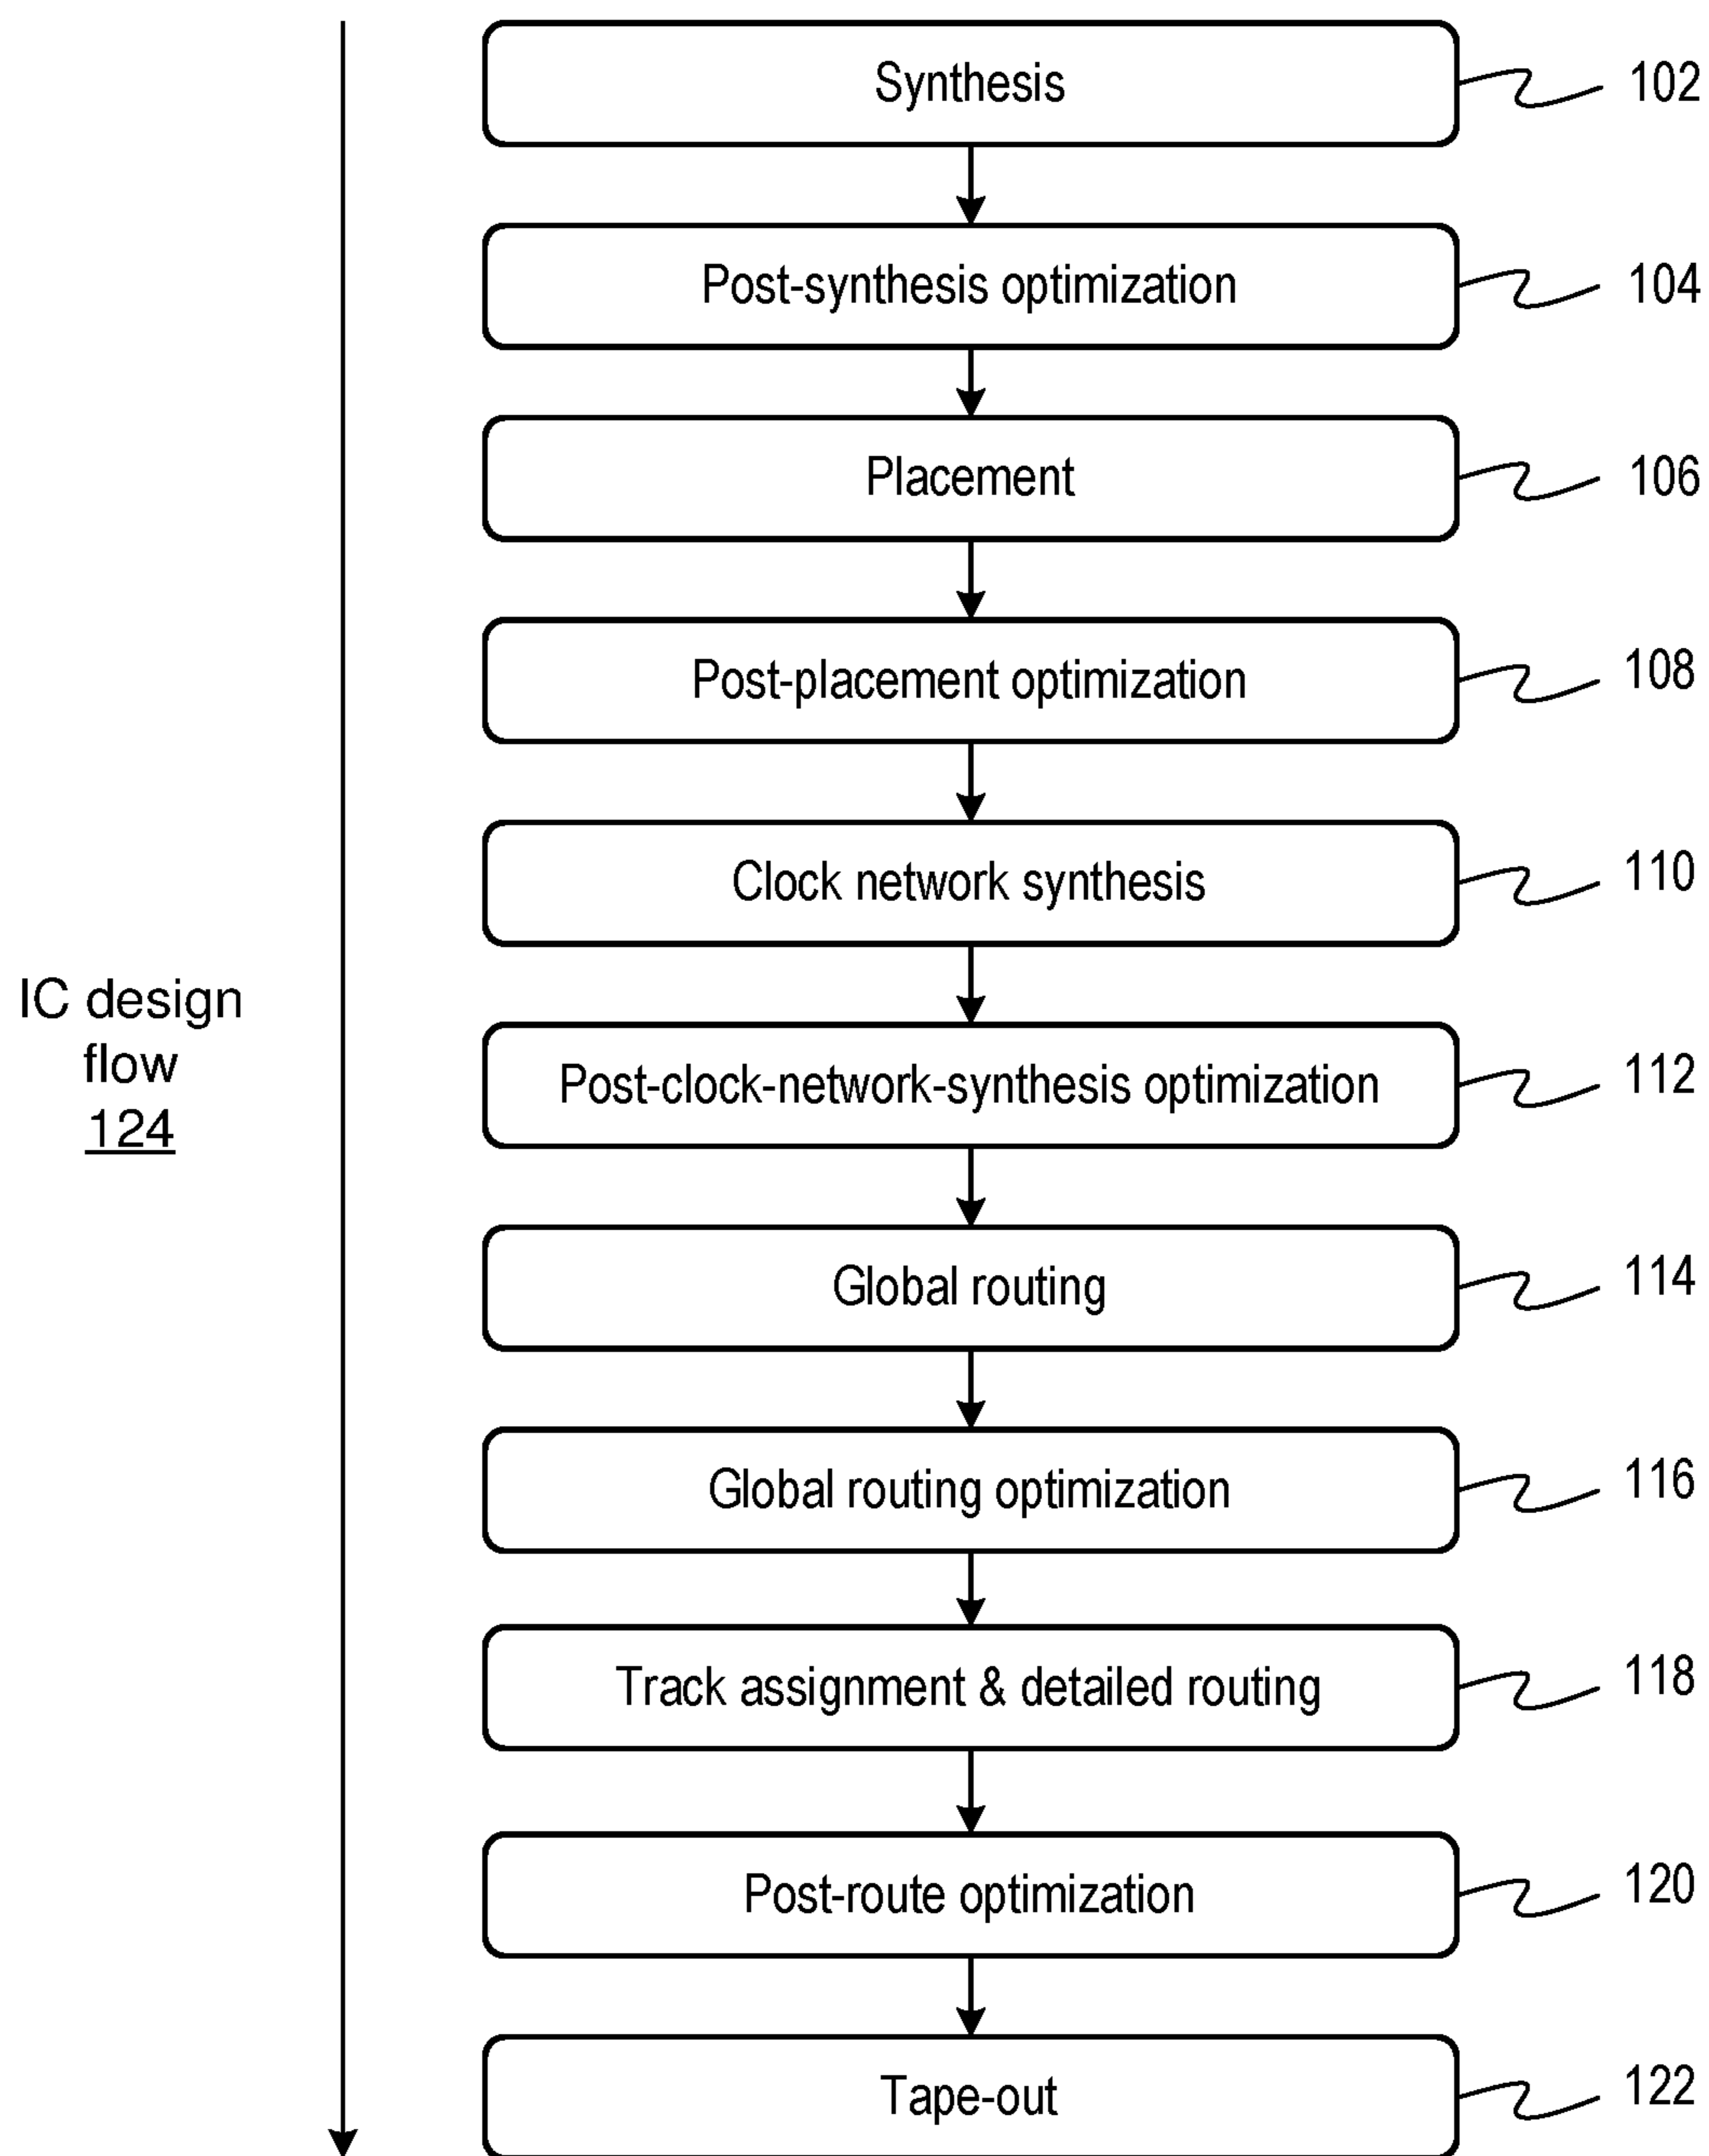 Synthesis 102
Post-synthesis optimization 104
Placement 106
Post-placement optimization 108
Clock network synthesis 110
IC design
flow
124
Post-clock-network-synthesis optimization 112
Global routing 114
Global routing optimization 116
Track assignment & detailed routing 118
Post-route optimization 120
Tape-out 122